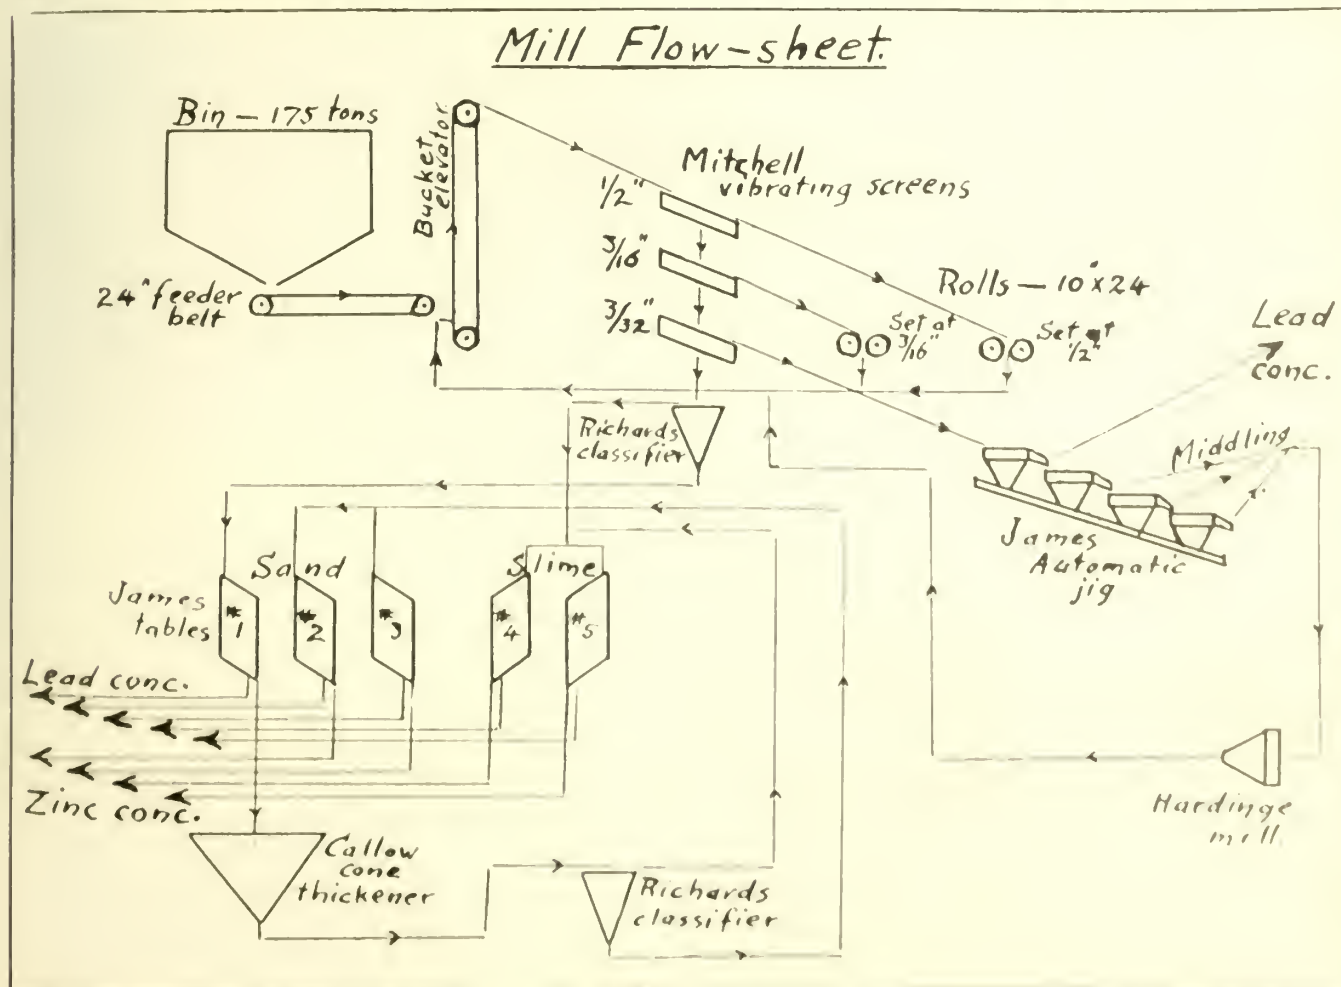 Mill Flow-sheet.
Bin — 175 tons
Bucket
elevator.
24" feeder
belt
Mitchell
vibrating screens
1/2"
3/16"
3/32"
Rolls — 10"x24
Set at
3/16"
Set at
1/2"
Lead
conc.
Richards
classifier
Middling
James
Automatic
jig
Sand
Slime
James
tables
#1
#2
#3
#4
#5
Lead conc.
Zinc conc.
Hardinge
mill.
Callow
cone
thickener
Richards
classifier